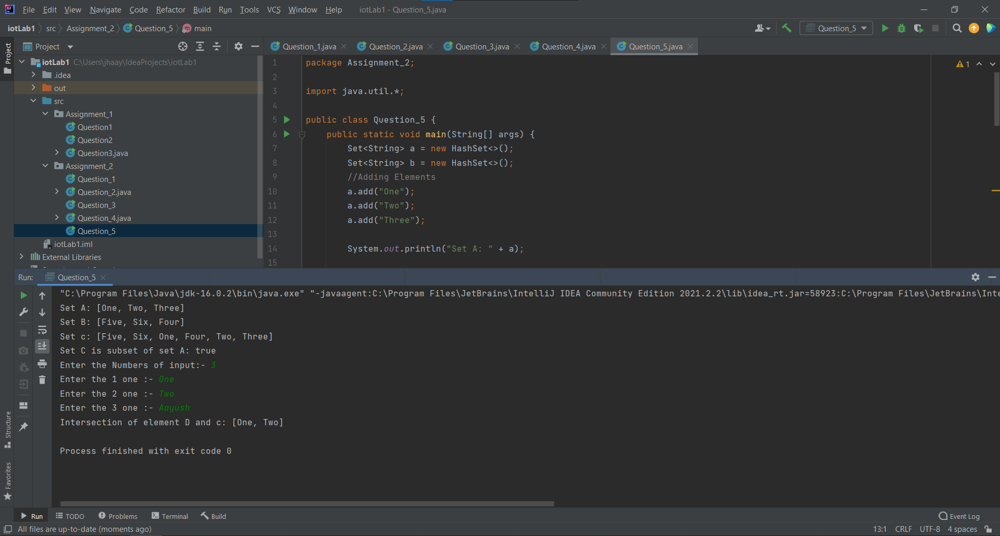 File Edit View Navigate Code Refactor Build Run Tools VCS Window Help iotLab1 - Question_5.java
iotLab1 src Assignment_2 Question_5 main Question_5
Project
Project Question_1.java Question_2.java Question_3.java Question_4.java Question_5.java
iotLab1 C:\Users\jhaay\IdeaProjects\iotLab1
.idea
out
src
Assignment_1
Question1
Question2
Question3.java
Assignment_2
Question_1
Question_2.java
Question_3
Question_4.java
Question_5
iotLab1.iml
External Libraries
1 package Assignment_2;
2
3 import java.util.*;
4
5 public class Question_5 {
6 public static void main(String[] args) {
7 Set<String> a = new HashSet<>();
8 Set<String> b = new HashSet<>();
9 //Adding Elements
10 a.add("One");
11 a.add("Two");
12 a.add("Three");
13
14 System.out.println("Set A: " + a);
15
1
Run: Question_5
"C:\Program Files\Java\jdk-16.0.2\bin\java.exe" "-javaagent:C:\Program Files\JetBrains\IntelliJ IDEA Community Edition 2021.2.2\lib\idea_rt.jar=58923:C:\Program Files\JetBrains\Inte
Set A: [One, Two, Three]
Set B: [Five, Six, Four]
Set c: [Five, Six, One, Four, Two, Three]
Set C is subset of set A: true
Enter the Numbers of input:- 3
Enter the 1 one :- One
Enter the 2 one :- Two
Enter the 3 one :- Aayush
Intersection of element D and c: [One, Two]
Process finished with exit code 0
Structure
Favorites
Run TODO Problems Terminal Build Event Log
All files are up-to-date (moments ago) 13:1 CRLF UTF-8 4 spaces